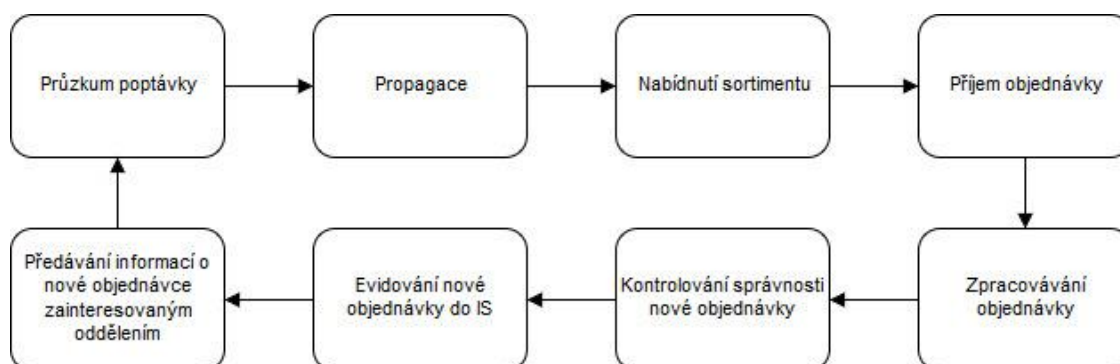 Průzkum poptávky
Propagace
Nabídnutí sortimentu
Příjem objednávky
Zpracovávání
objednávky
Kontrolování správnosti
nové objednávky
Evidování nové
objednávky do IS
Předávání informací o
nové objednávce
zainteresovaným
oddělením